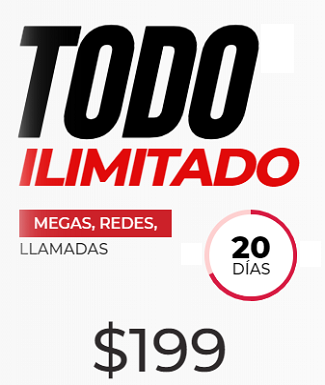 TODO
ILIMITADO
MEGAS, REDES,
LLAMADAS
20
DÍAS
$199